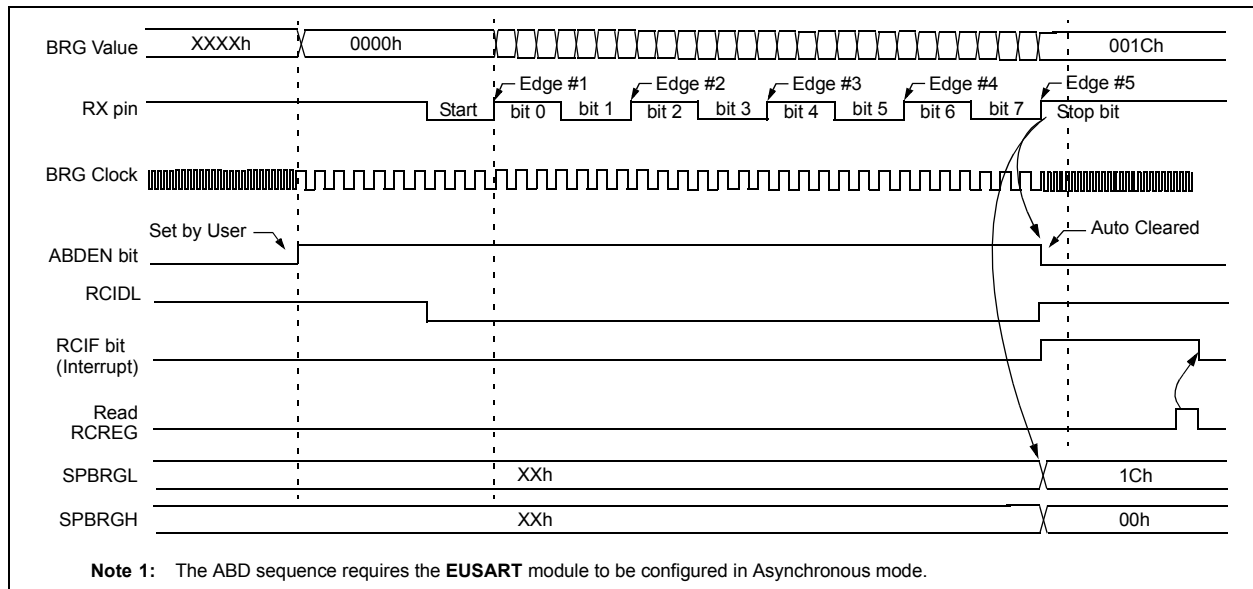 BRG Value XXXXh 0000h 001Ch
Edge #1 Edge #2 Edge #3 Edge #4 Edge #5
RX pin Start bit 0 bit 1 bit 2 bit 3 bit 4 bit 5 bit 6 bit 7 Stop bit
BRG Clock
Set by User Auto Cleared
ABDEN bit
RCIDL
RCIF bit
(Interrupt)
Read
RCREG
SPBRGL XXh 1Ch
SPBRGH XXh 00h
Note 1: The ABD sequence requires the EUSART module to be configured in Asynchronous mode.